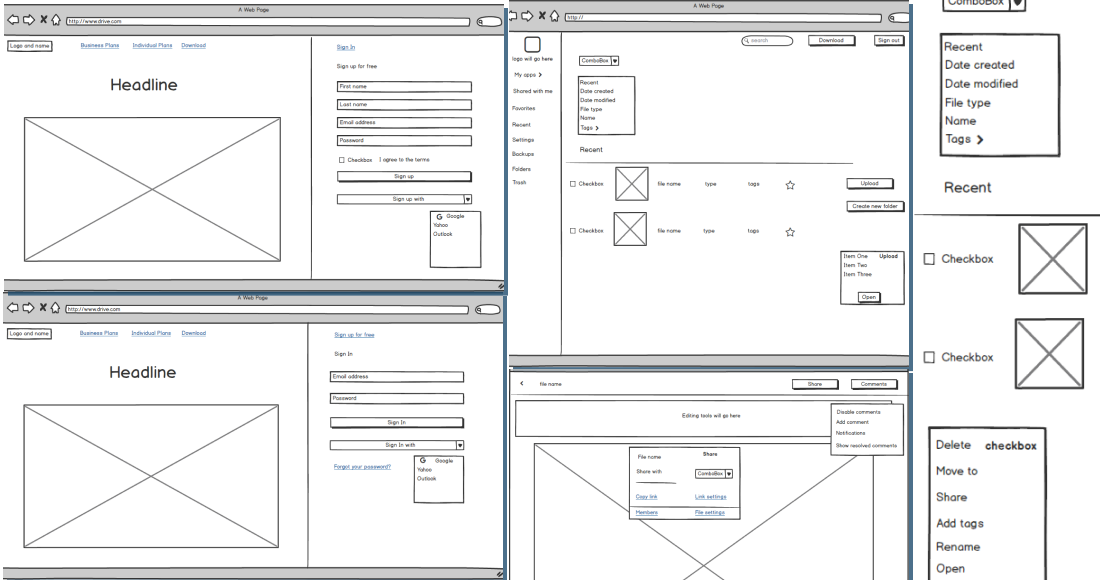 A Web Page
http://www.drive.com
Logo and name
Business Plans
Individual Plans
Download
Headline
Sign In
Sign up for free
First name
Last name
Email address
Password
Checkbox
I agree to the terms
Sign up
Sign up with
G Google
Yahoo
Outlook
A Web Page
http://www.drive.com
Logo and name
Business Plans
Individual Plans
Download
Headline
Sign up for free
Sign In
Email address
Password
Sign In
Sign In with
Forgot your password?
G Google
Yahoo
Outlook
A Web Page
http://
search
Download
Sign out
logo will go here
My apps
Shared with me
Favorites
Recent
Settings
Backups
Folders
Trash
ComboBox
Recent
Date created
Date modified
File type
Name
Tags
Recent
Checkbox
file name
type
tags
Upload
Create new folder
Checkbox
file name
type
tags
Item One Upload
Item Two
Item Three
Open
file name
Share
Comments
Editing tools will go here
Disable comments
Add comment
Notifications
Show resolved comments
File name
Share
Share with
ComboBox
Copy link
Link settings
Members
File settings
ComboBox
Recent
Date created
Date modified
File type
Name
Tags
Recent
Checkbox
Checkbox
Delete checkbox
Move to
Share
Add tags
Rename
Open